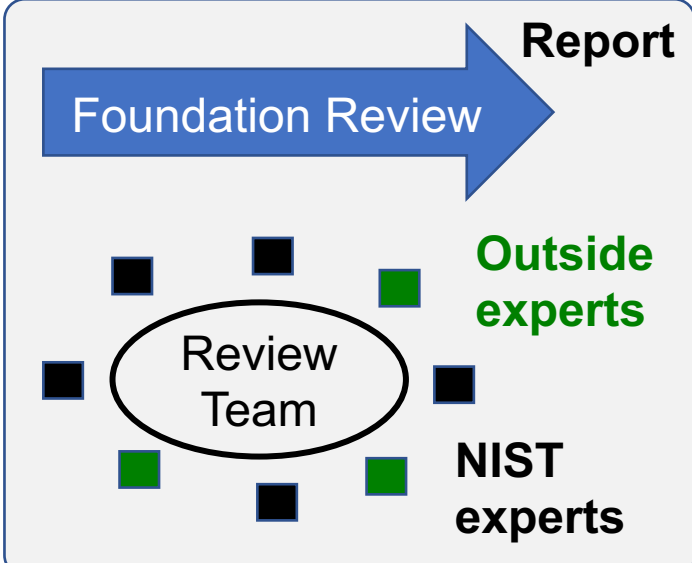 Report
Foundation Review
Outside
experts
Review
Team
NIST
experts